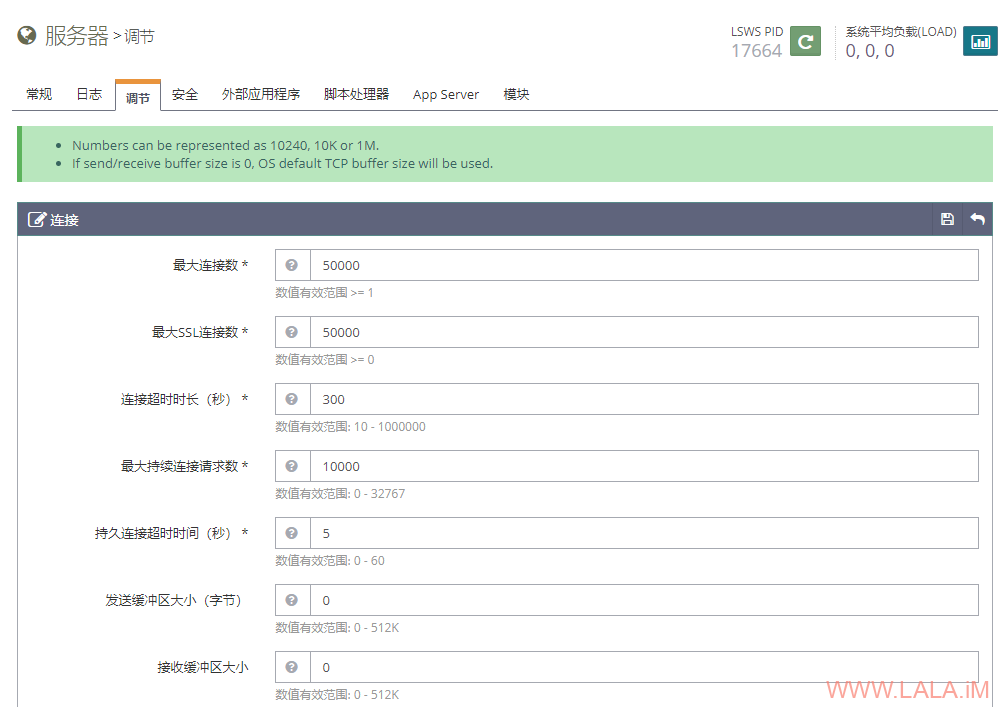 服务器 > 调节
LSWS PID
17664
系统平均负载(LOAD)
0, 0, 0
常规 日志 调节 安全 外部应用程序 脚本处理器 App Server 模块
Numbers can be represented as 10240, 10K or 1M.
If send/receive buffer size is 0, OS default TCP buffer size will be used.
连接
最大连接数 * 50000
数值有效范围 >= 1
最大SSL连接数 * 50000
数值有效范围 >= 0
连接超时时长（秒） * 300
数值有效范围: 10 - 1000000
最大持续连接请求数 * 10000
数值有效范围: 0 - 32767
持久连接超时时间（秒） * 5
数值有效范围: 0 - 60
发送缓冲区大小（字节） 0
数值有效范围: 0 - 512K
接收缓冲区大小 0
数值有效范围: 0 - 512K
WWW.LALA.iM